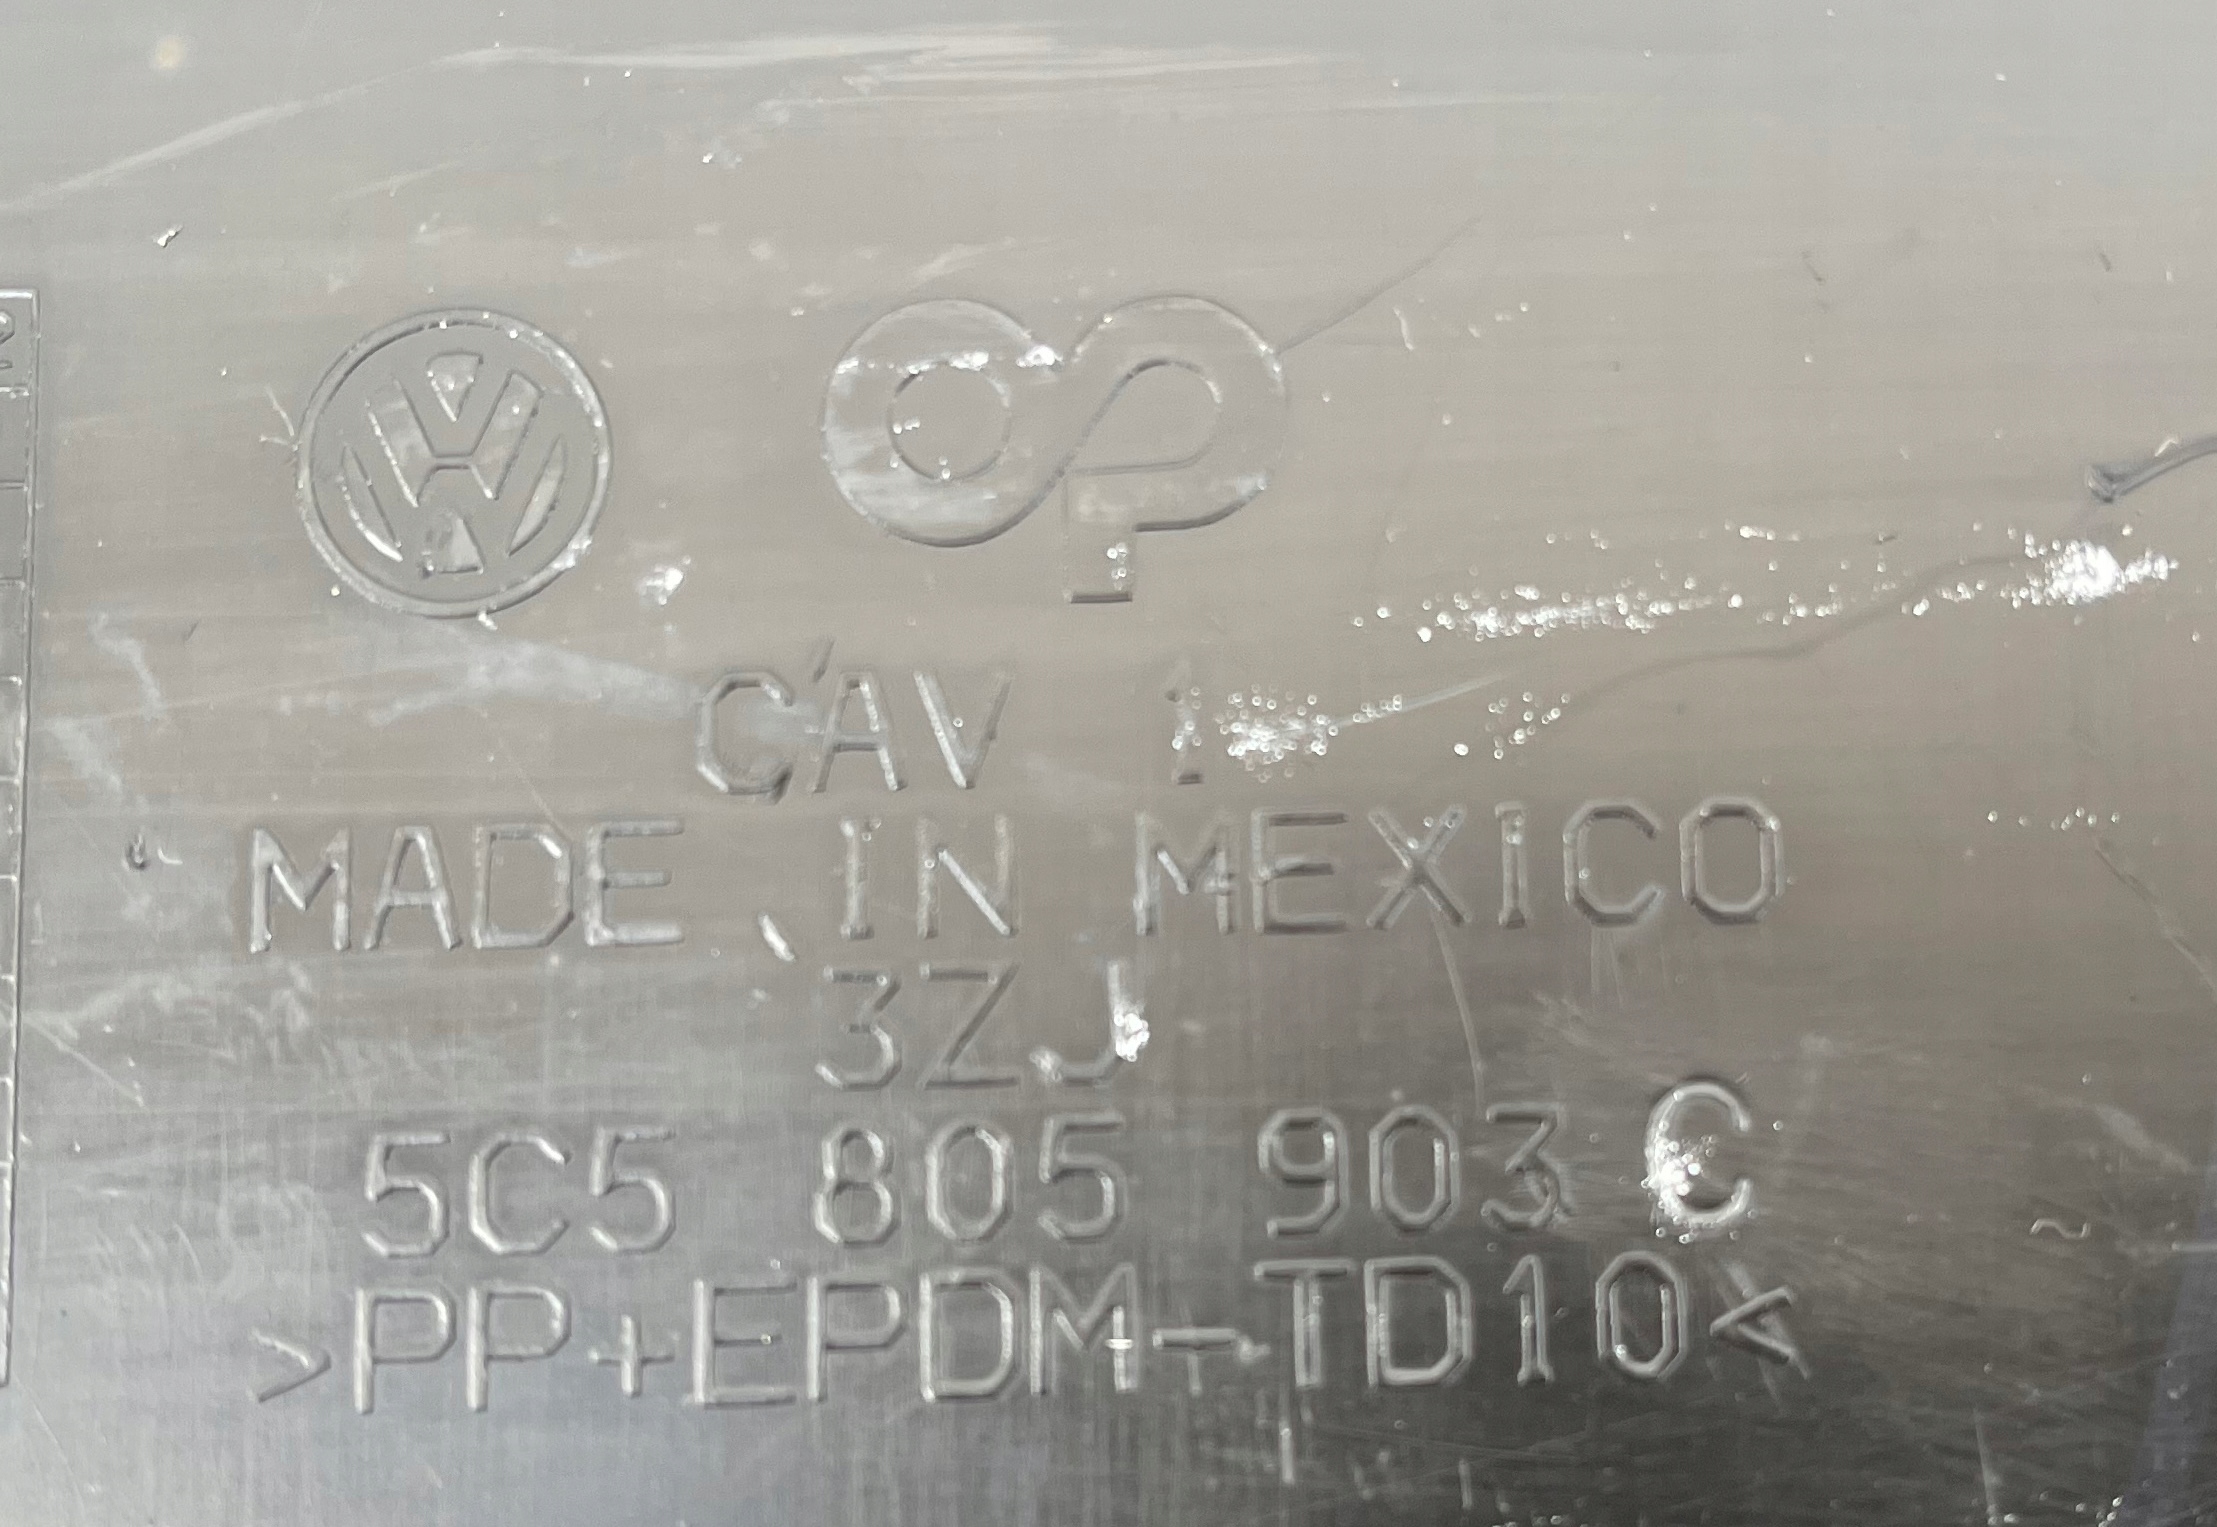 CAV 1
MADE IN MEXICO
3ZJ
5C5 805 903 C
>PP+EPDM-TD10<